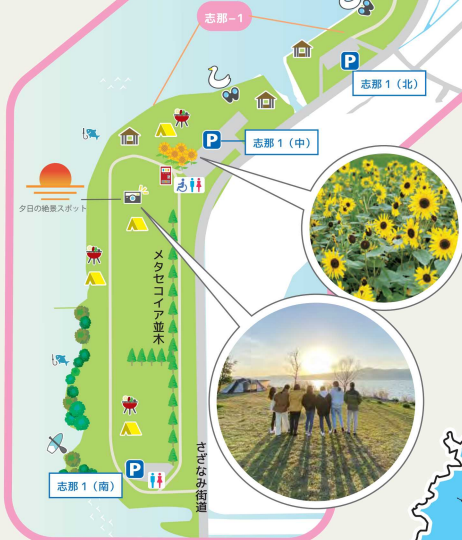 志那−1
P
志那1（北）
P
志那1（中）
夕日の絶景スポット
メタセコイア並木
さざなみ街道
P
志那1（南）